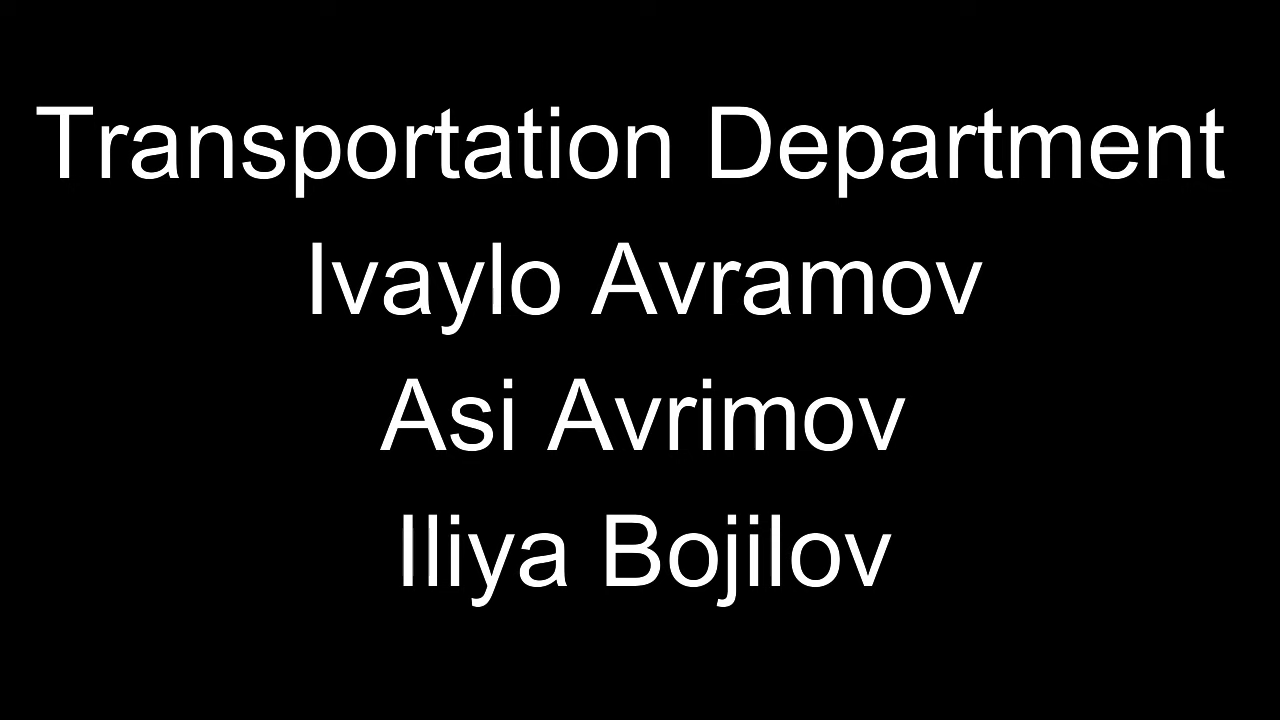 Transportation Department
Ivaylo Avramov
Asi Avrimov
Iliya Bojilov